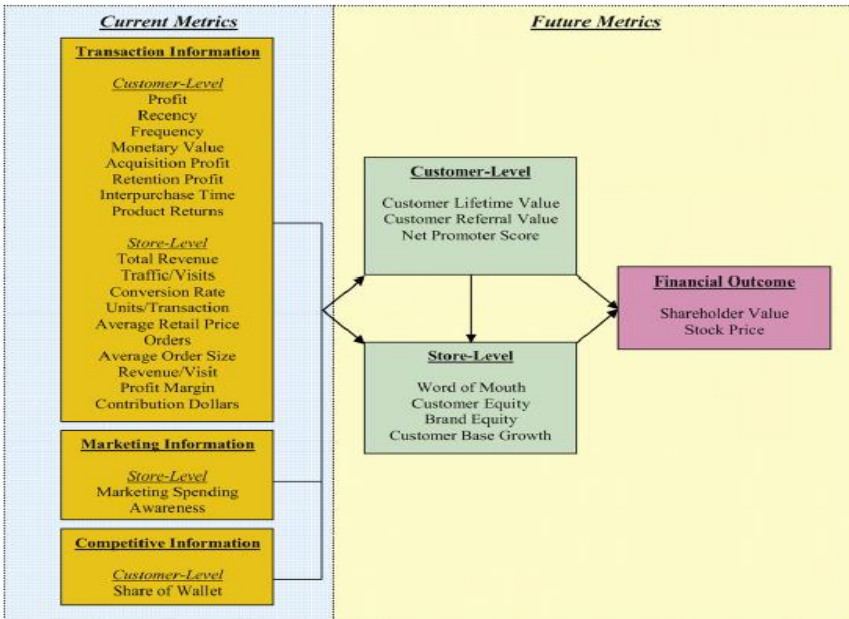 Current Metrics
Transaction Information
Customer-Level
Profit
Recency
Frequency
Monetary Value
Acquisition Profit
Retention Profit
Interpurchase Time
Product Returns
Store-Level
Total Revenue
Traffic/Visits
Conversion Rate
Units/Transaction
Average Retail Price
Orders
Average Order Size
Revenue/Visit
Profit Margin
Contribution Dollars
Marketing Information
Store-Level
Marketing Spending
Awareness
Competitive Information
Customer-Level
Share of Wallet
Future Metrics
Customer-Level
Customer Lifetime Value
Customer Referral Value
Net Promoter Score
Store-Level
Word of Mouth
Customer Equity
Brand Equity
Customer Base Growth
Financial Outcome
Shareholder Value
Stock Price